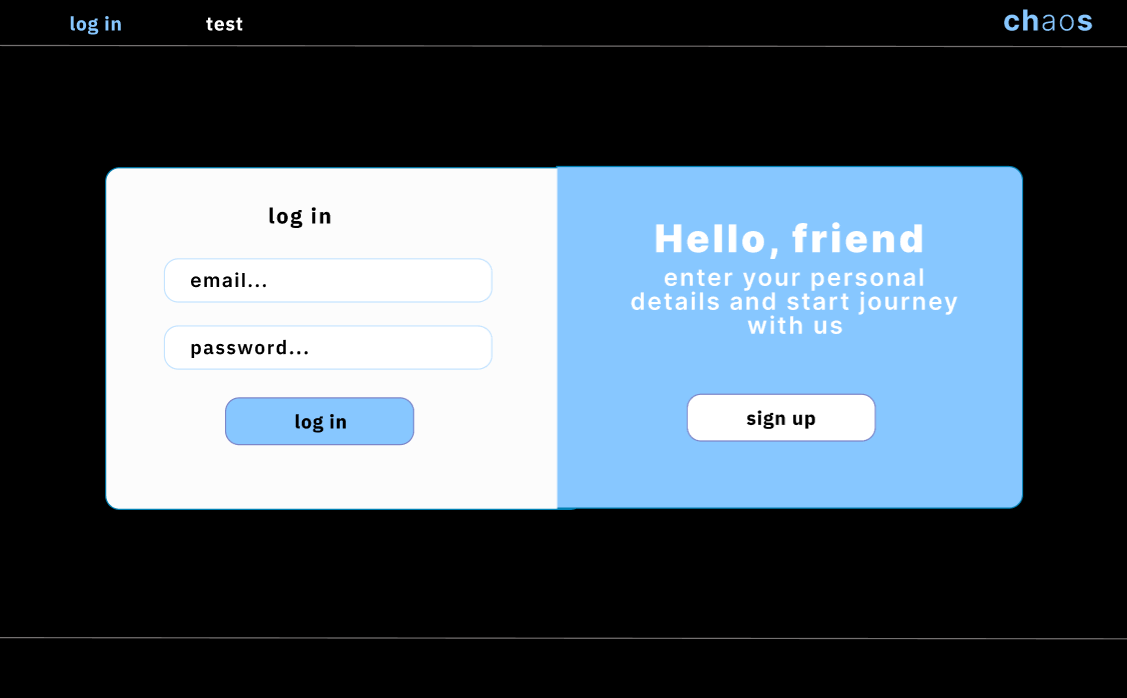 log in
test
chaos
log in
email...
password...
log in
Hello, friend
enter your personal
details and start journey
with us
sign up